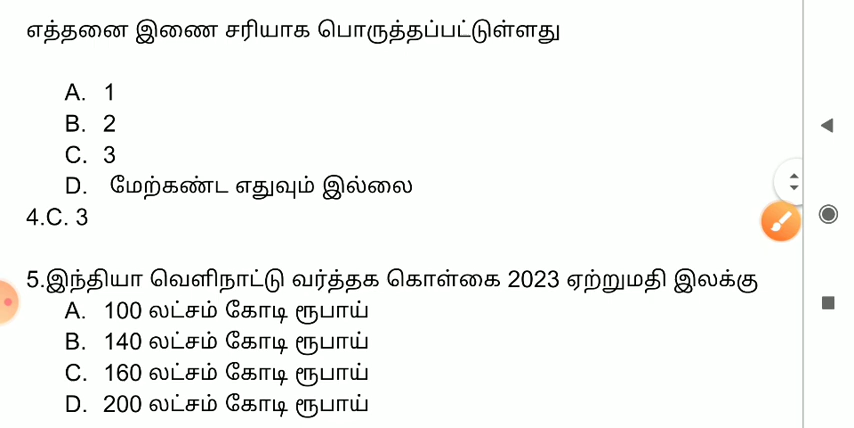 எத்தனை இணை சரியாக பொருத்தப்பட்டுள்ளது
A. 1
B. 2
C. 3
D. மேற்கண்ட எதுவும் இல்லை
4.C. 3
5.இந்தியா வெளிநாட்டு வர்த்தக கொள்கை 2023 ஏற்றுமதி இலக்கு
A. 100 லட்சம் கோடி ரூபாய்
B. 140 லட்சம் கோடி ரூபாய்
C. 160 லட்சம் கோடி ரூபாய்
D. 200 லட்சம் கோடி ரூபாய்